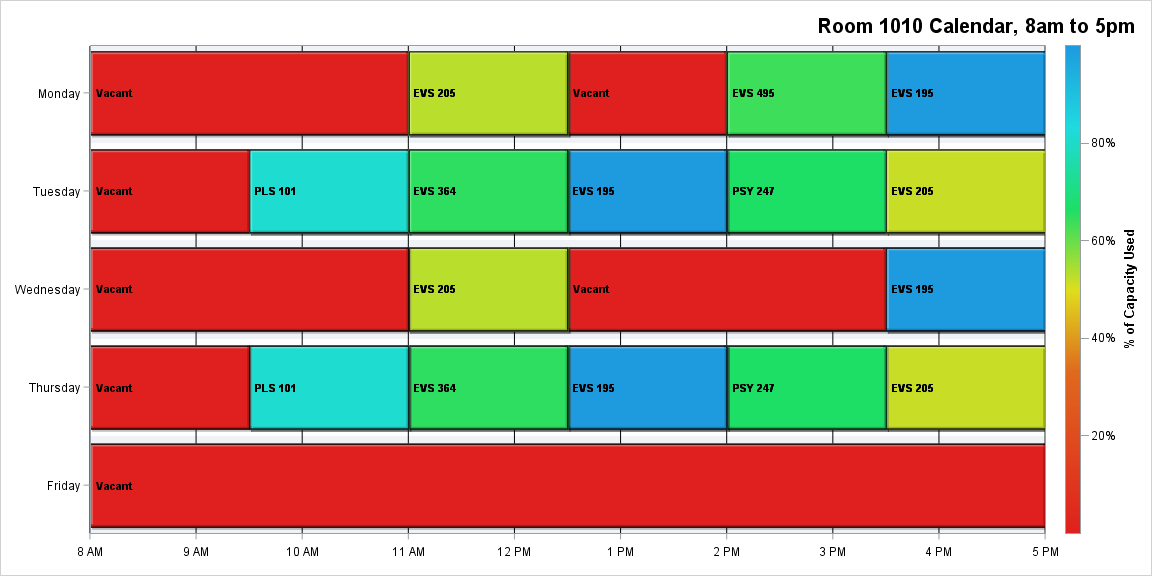 Room 1010 Calendar, 8am to 5pm
Monday Vacant EVS 205 Vacant EVS 495 EVS 195
Tuesday Vacant PLS 101 EVS 364 EVS 195 PSY 247 EVS 205
Wednesday Vacant EVS 205 Vacant EVS 195
Thursday Vacant PLS 101 EVS 364 EVS 195 PSY 247 EVS 205
Friday Vacant
8 AM 9 AM 10 AM 11 AM 12 PM 1 PM 2 PM 3 PM 4 PM 5 PM
80%
60%
40%
20%
% of Capacity Used